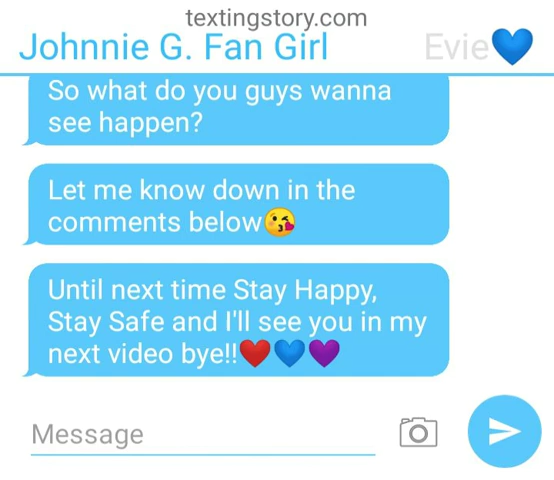 textingstory.com
Johnnie G. Fan Girl Evie💙
So what do you guys wanna
see happen?
Let me know down in the
comments below😘
Until next time Stay Happy,
Stay Safe and I'll see you in my
next video bye!!❤️💙💜
Message